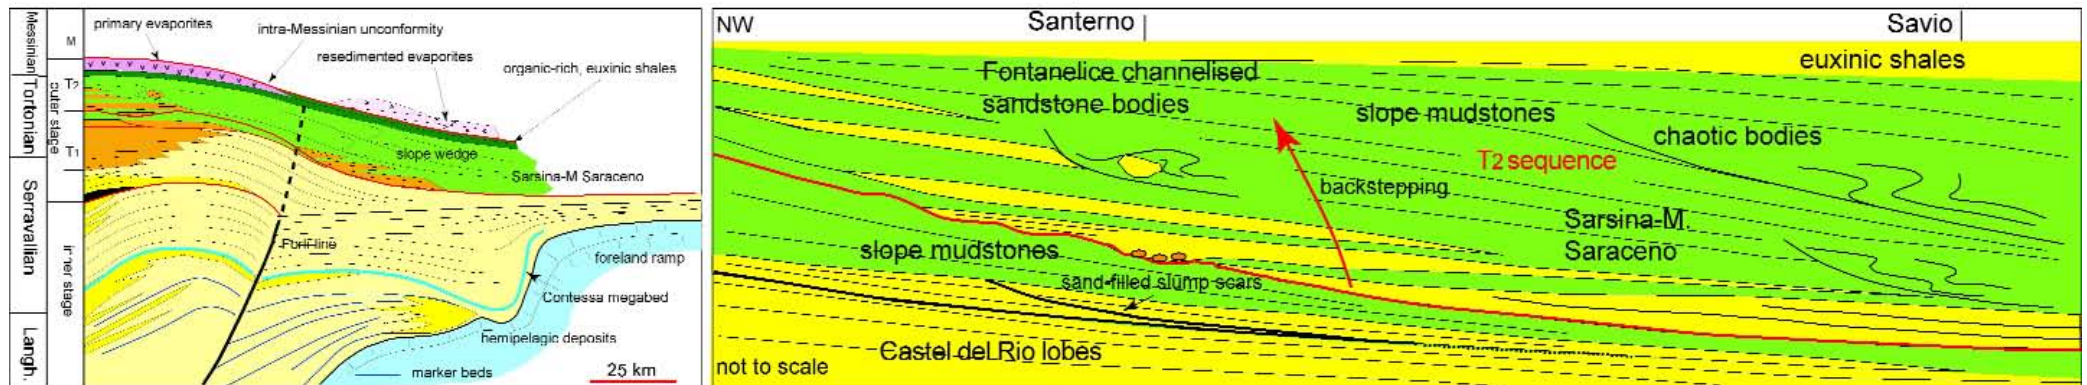 Messinian
Tortonian
Serravallian
Langh.
M
T2
T1
outer stage
inner stage
primary evaporites
intra-Messinian unconformity
resedimented evaporites
organic-rich, euxinic shales
slope wedge
Sarsina-M Saraceno
Forlì line
foreland ramp
Contessa megabed
hemipelagic deposits
marker beds
25 km
NW
Santerno
Savio
euxinic shales
Fontanelice channelised
sandstone bodies
slope mudstones
chaotic bodies
T2 sequence
backstepping
Sarsina-M.
Saraceno
slope mudstones
sand-filled slump scars
Castel del Rio lobes
not to scale